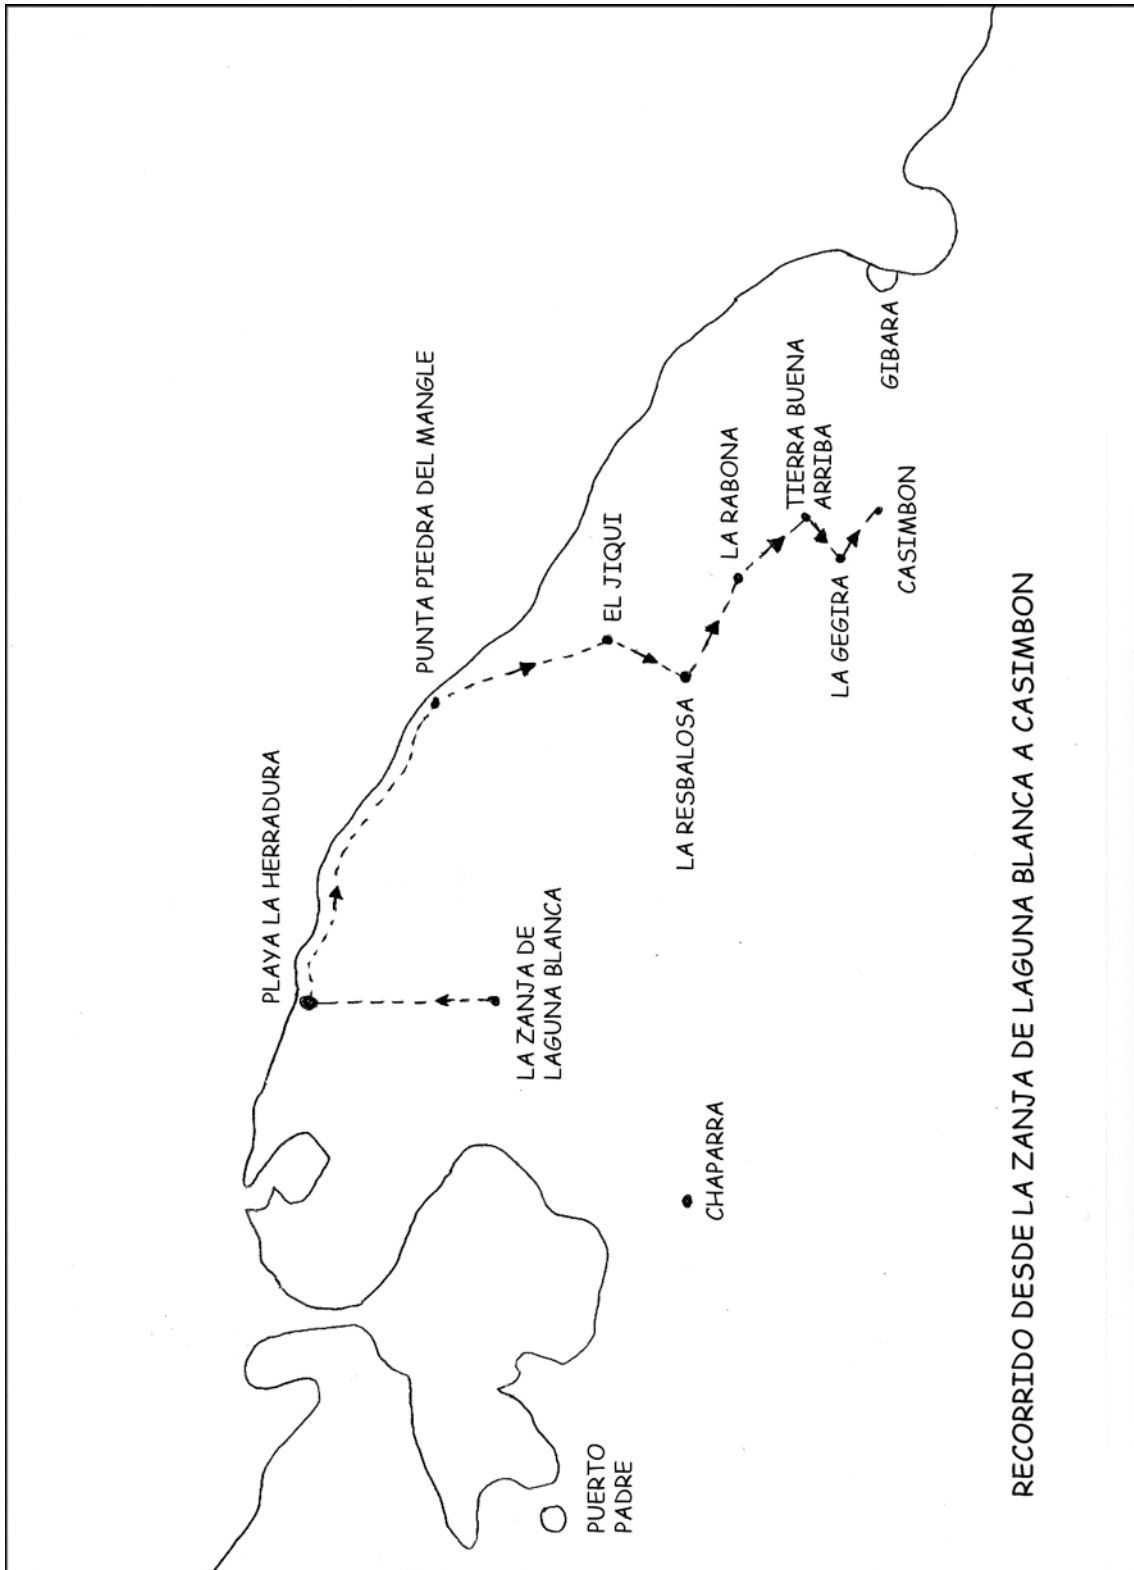 PLAYA LA HERRADURA
PUNTA PIEDRA DEL MANGLE
LA ZANJA DE
LAGUNA BLANCA
EL JIQUI
PUERTO
PADRE
CHAPARRA
LA RESBALOSA
LA RABONA
TIERRA BUENA
ARRIBA
LA GEGIRA
GIBARA
CASIMBON
RECORRIDO DESDE LA ZANJA DE LAGUNA BLANCA A CASIMBON